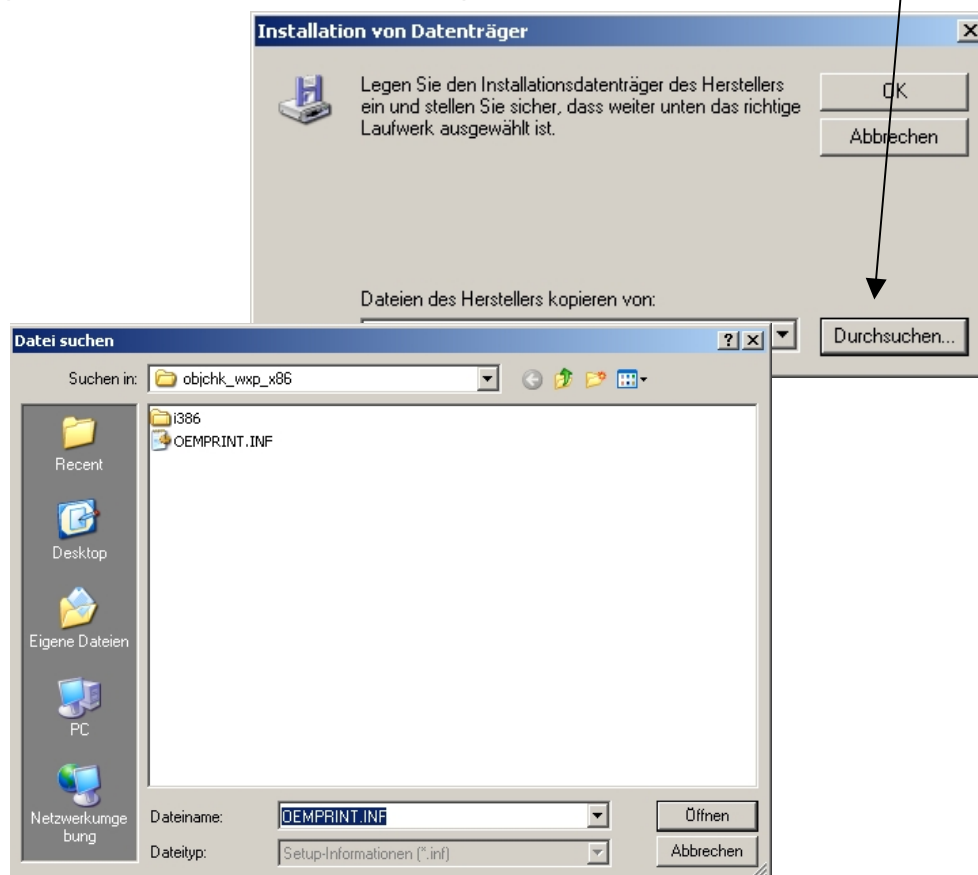 Installation von Datenträger
Legen Sie den Installationsdatenträger des Herstellers
ein und stellen Sie sicher, dass weiter unten das richtige
Laufwerk ausgewählt ist.
OK
Abbrechen
Dateien des Herstellers kopieren von:
Durchsuchen...
Datei suchen
Suchen in:
objchk_wxp_x86
i386
OEMPRINT.INF
Recent
Desktop
Eigene Dateien
PC
Netzwerkumge
bung
Dateiname:
OEMPRINT.INF
Öffnen
Dateityp:
Setup-Informationen (*.inf)
Abbrechen